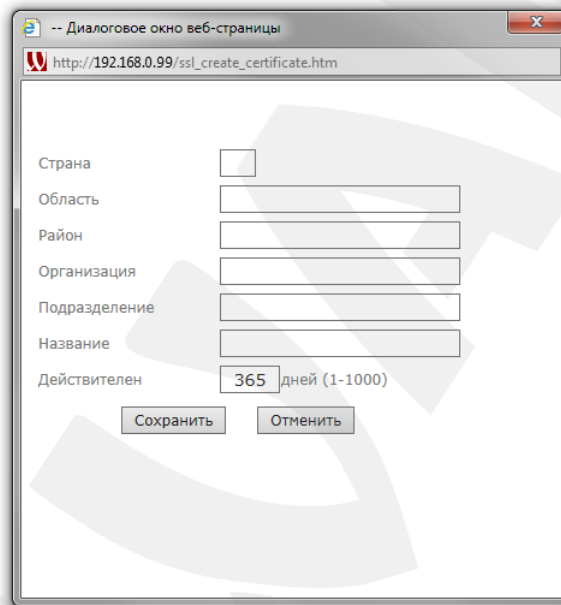 -- Диалоговое окно веб-страницы
http://192.168.0.99/ssl_create_certificate.htm
Страна
Область
Район
Организация
Подразделение
Название
Действителен 365 дней (1-1000)
Сохранить Отменить